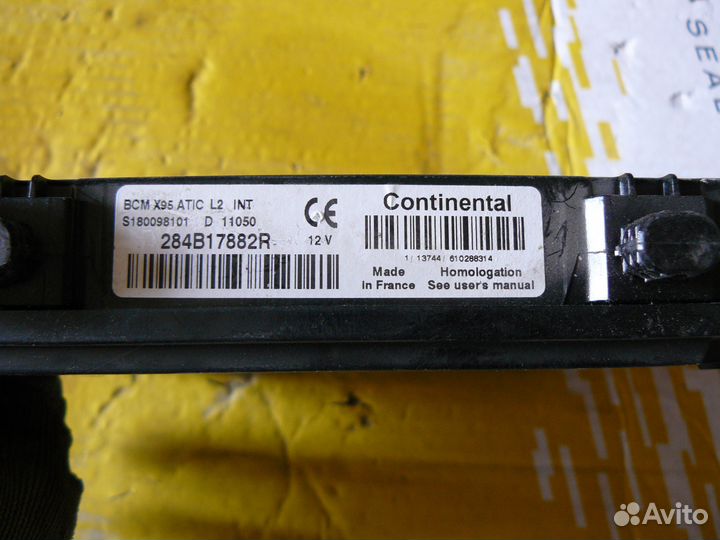 SEAL
BCM X95 ATIC L2 INT
S180098101 D 11050
284B17882R 12 V
CE
Continental
1/ 13744/ 610288314
Made in France
Homologation See user's manual
Avito